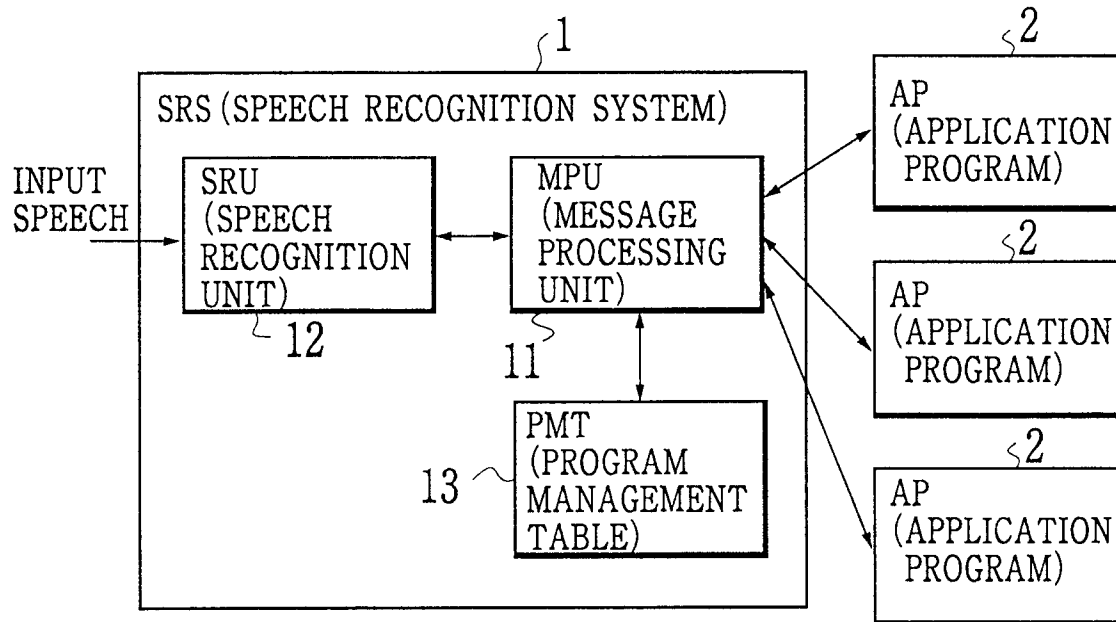 1
SRS (SPEECH RECOGNITION SYSTEM)
INPUT
SPEECH
SRU
(SPEECH
RECOGNITION
UNIT)
12
MPU
(MESSAGE
PROCESSING
UNIT)
11
PMT
(PROGRAM
MANAGEMENT
TABLE)
13
2
AP
(APPLICATION
PROGRAM)
2
AP
(APPLICATION
PROGRAM)
2
AP
(APPLICATION
PROGRAM)